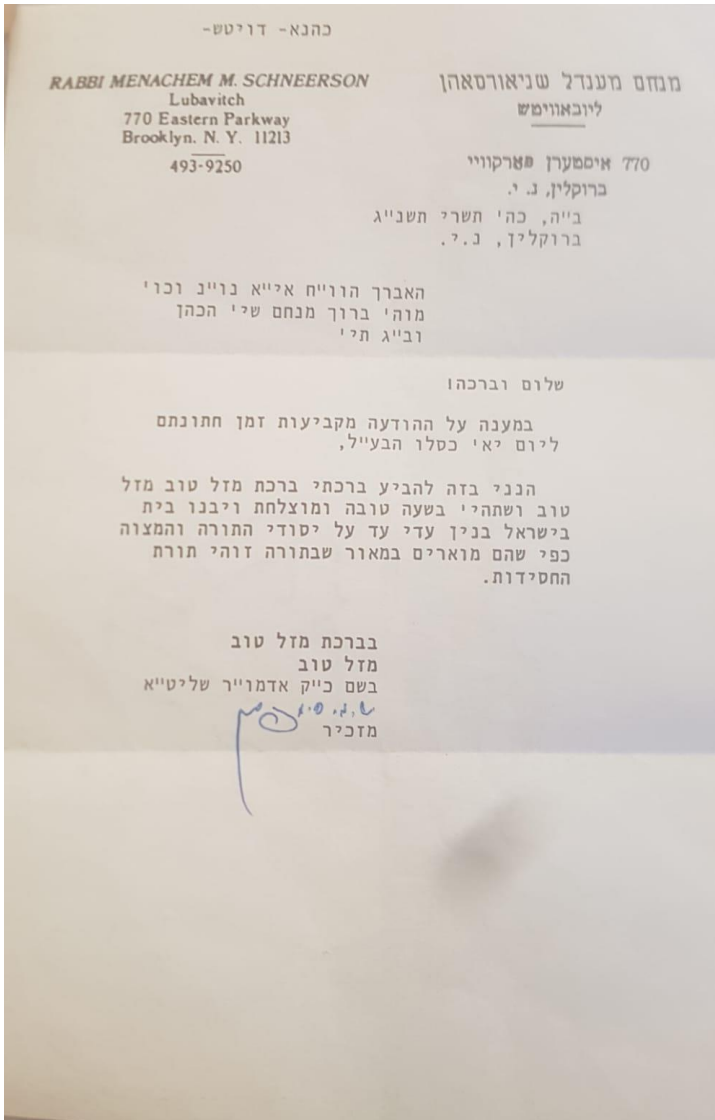 כהנא- דויטש-
RABBI MENACHEM M. SCHNEERSON
Lubavitch
770 Eastern Parkway
Brooklyn. N. Y. 11213
493-9250
מנחם מענדל שניאורסאהן
ליובאוויטש
770 איסטערן פארקוויי
ברוקלין, נ. י.
ב"ה, כה' תשרי תשנ"ג
ברוקלין, נ.י.
האברך הוו"ח אי"א נו"נ וכו'
מוה' ברוך מנחם שי' הכהן
וב"ג תי'
שלום וברכה!
במענה על ההודעה מקביעות זמן חתונתם
ליום יא' כסלו הבע"ל,
הנני בזה להביע ברכתי ברכת מזל טוב מזל
טוב ושתהי' בשעה טובה ומוצלחת ויבנו בית
בישראל בנין עדי עד על יסודי התורה והמצוה
כפי שהם מוארים במאור שבתורה זוהי תורת
החסידות.
בברכת מזל טוב
מזל טוב
בשם כ"ק אדמו"ר שליט"א
מזכיר